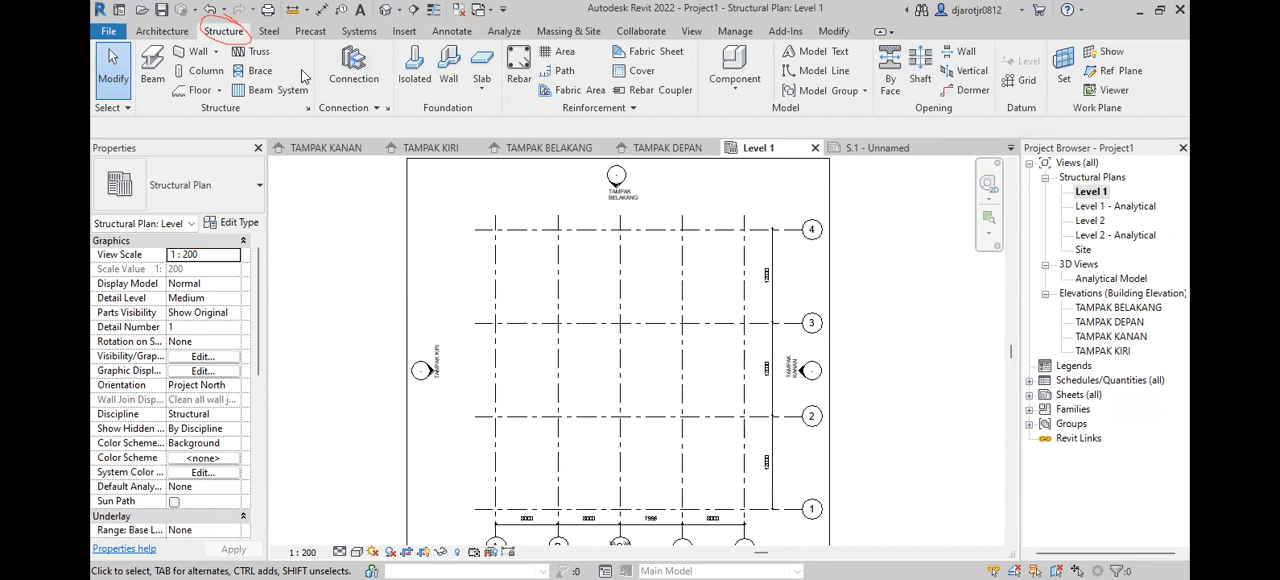 Autodesk Revit 2022 - Project1 - Structural Plan: Level 1
djarotjr0812
File Architecture Structure Steel Precast Systems Insert Annotate Analyze Massing & Site Collaborate View Manage Add-Ins Modify
Modify
Select
Beam
Wall
Column
Floor
Truss
Brace
Beam System
Structure
Connection
Connection
Isolated
Wall
Slab
Foundation
Rebar
Area
Path
Fabric Area
Fabric Sheet
Cover
Rebar Coupler
Reinforcement
Component
Model Text
Model Line
Model Group
Model
By
Face
Shaft
Wall
Vertical
Dormer
Opening
Level
Grid
Datum
Set
Show
Ref Plane
Viewer
Work Plane
Properties
Structural Plan
Structural Plan: Level
Edit Type
Graphics
View Scale 1 : 200
Scale Value 1: 200
Display Model Normal
Detail Level Medium
Parts Visibility Show Original
Detail Number 1
Rotation on S... None
Visibility/Grap... Edit...
Graphic Displ... Edit...
Orientation Project North
Wall Join Disp... Clean all wall j...
Discipline Structural
Show Hidden ... By Discipline
Color Scheme... Background
Color Scheme <none>
System Color ... Edit...
Default Analy... None
Sun Path
Underlay
Range: Base L... None
Properties help
Apply
TAMPAK KANAN TAMPAK KIRI TAMPAK BELAKANG TAMPAK DEPAN Level 1 S.1 - Unnamed
TAMPAK
BELAKANG
4
3
2
1
TAMPAK KIRI
TAMPAK
KANAN
12000
12000
12000
8000 8000 7995 8000
1 : 200
Project Browser - Project1
Views (all)
Structural Plans
Level 1
Level 1 - Analytical
Level 2
Level 2 - Analytical
Site
3D Views
Analytical Model
Elevations (Building Elevation)
TAMPAK BELAKANG
TAMPAK DEPAN
TAMPAK KANAN
TAMPAK KIRI
Legends
Schedules/Quantities (all)
Sheets (all)
Families
Groups
Revit Links
Click to select, TAB for alternates, CTRL adds, SHIFT unselects.
:0
Main Model
:0